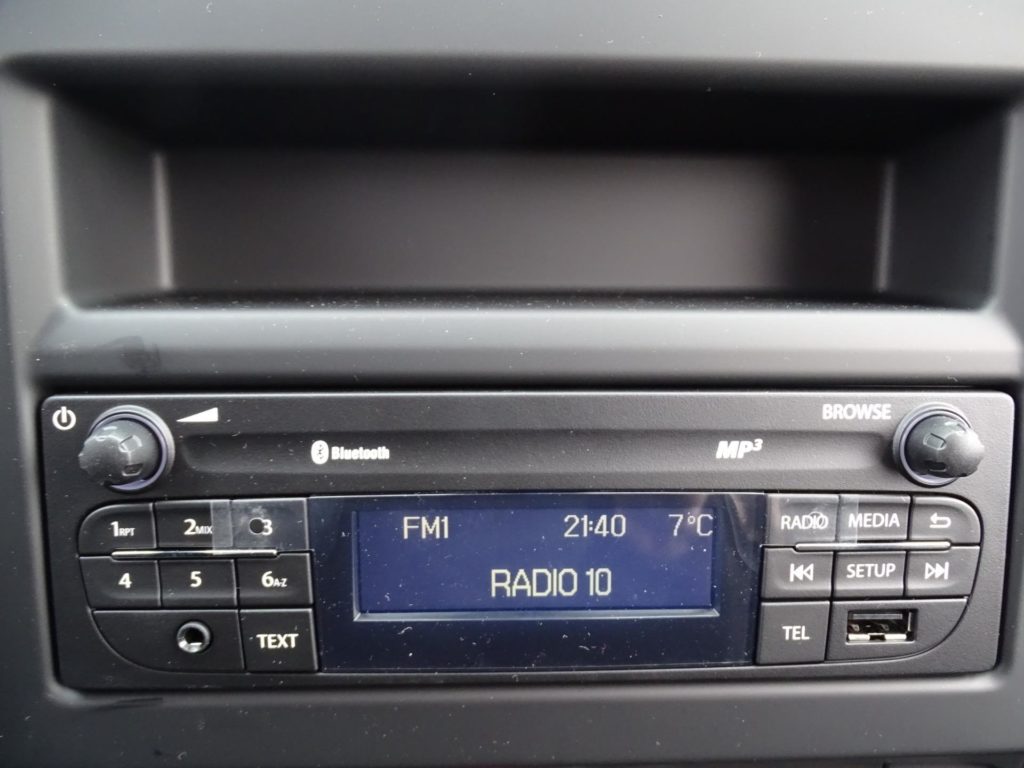 BROWSE
Bluetooth
MP3
FM1 21:40 7°C
RADIO 10
1RPT 2MIX 3
4 5 6A-Z
TEXT
RADIO MEDIA
SETUP
TEL